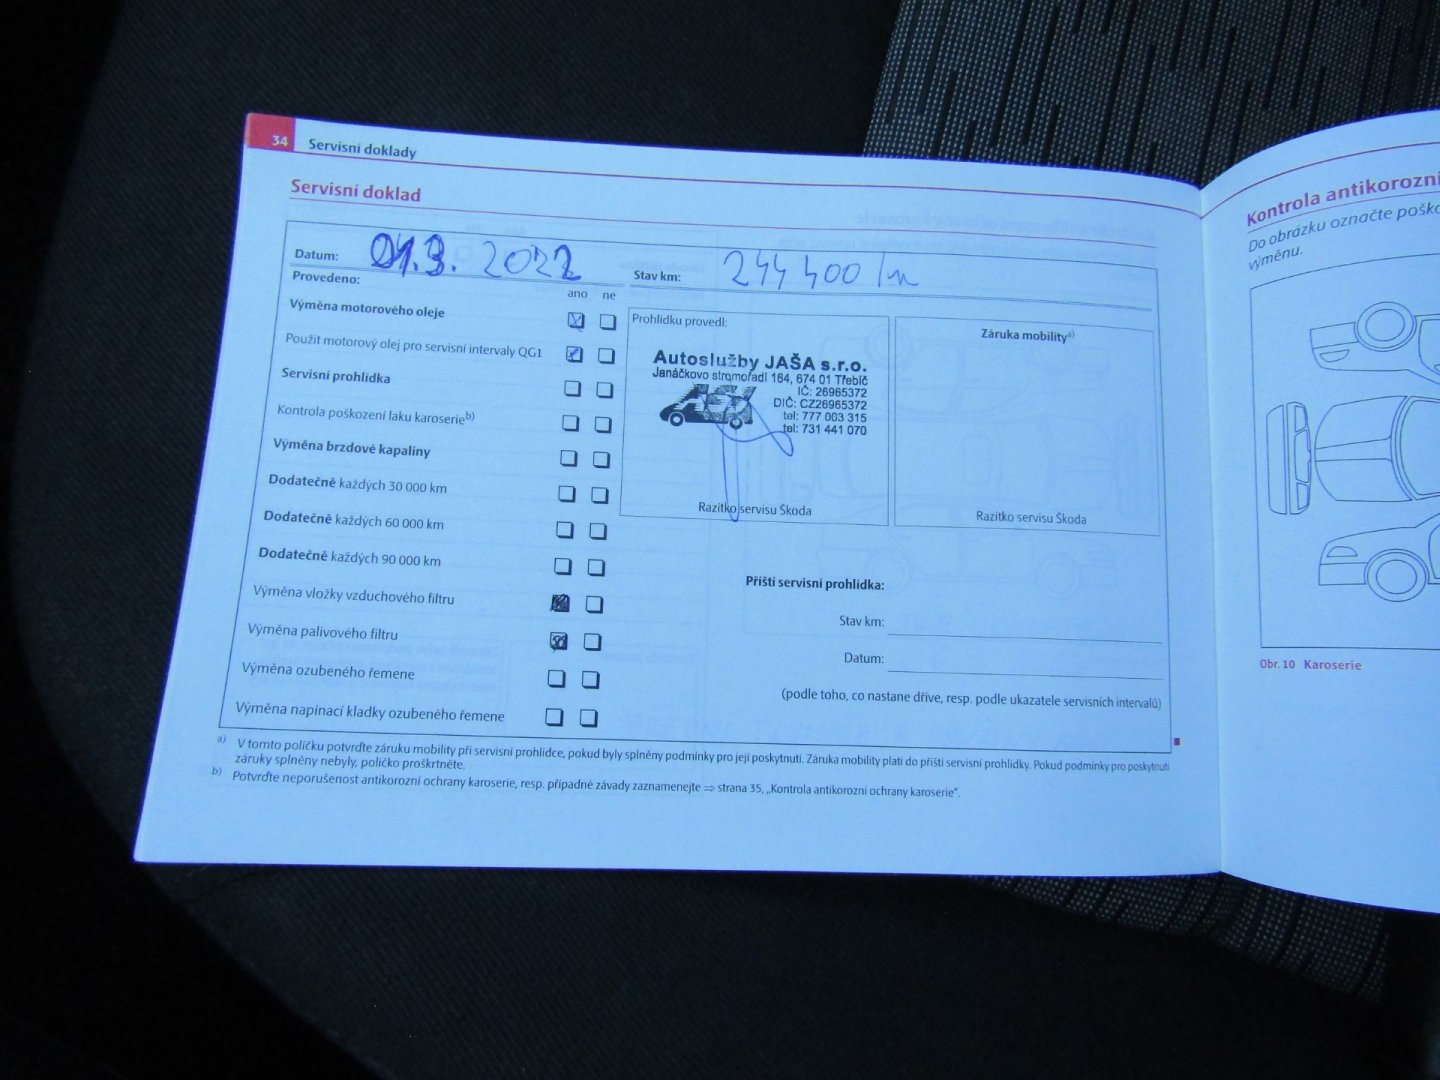 34 Servisní doklady
Servisní doklad
Datum: 01.3. 2022 Stav km: 244 400 km
Provedeno: ano ne
Výměna motorového oleje
Použit motorový olej pro servisní intervaly QG1
Servisní prohlídka
Kontrola poškození laku karoserieb)
Výměna brzdové kapaliny
Dodatečně každých 30 000 km
Dodatečně každých 60 000 km
Dodatečně každých 90 000 km
Výměna vložky vzduchového filtru
Výměna palivového filtru
Výměna ozubeného řemene
Výměna napínací kladky ozubeného řemene
Prohlídku provedl:
Autoslužby JAŠA s.r.o.
Janáčkovo stromořadí 164, 674 01 Třebíč
IČ: 26965372
DIČ: CZ26965372
tel: 777 003 315
tel: 731 441 070
Razítko servisu Škoda
Záruka mobilitya)
Razítko servisu Škoda
Příští servisní prohlídka:
Stav km:
Datum:
(podle toho, co nastane dříve, resp. podle ukazatele servisních intervalů)
a) V tomto políčku potvrďte záruku mobility při servisní prohlídce, pokud byly splněny podmínky pro její poskytnutí. Záruka mobility platí do příští servisní prohlídky. Pokud podmínky pro poskytnutí
záruky splněny nebyly, políčko proškrtněte.
b) Potvrďte neporušenost antikorozní ochrany karoserie, resp. případné závady zaznamenejte ⇒ strana 35, „Kontrola antikorozní ochrany karoserie“.
Kontrola antikorozní
Do obrázku označte
výměnu.
Obr. 10 Karoserie